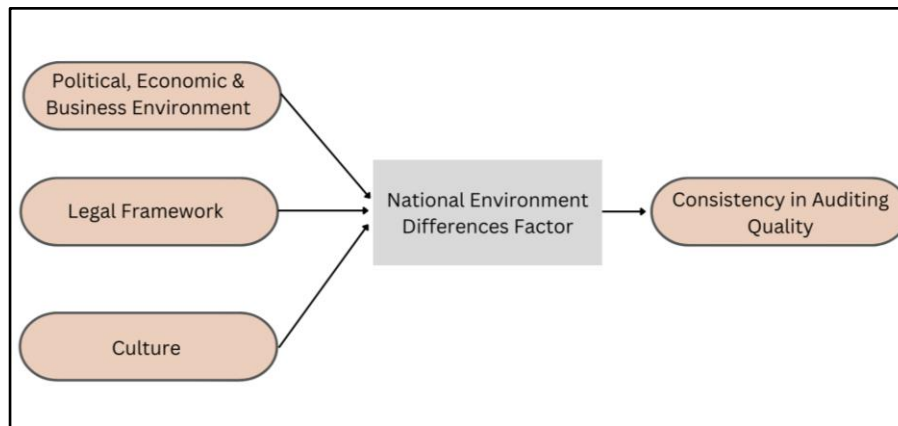 Political, Economic &
Business Environment
Legal Framework
Culture
National Environment
Differences Factor
Consistency in Auditing
Quality